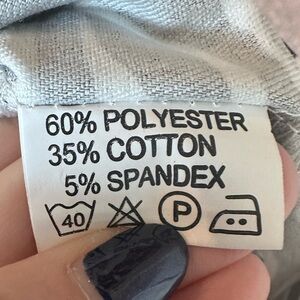 60% POLYESTER
35% COTTON
5% SPANDEX
40 P